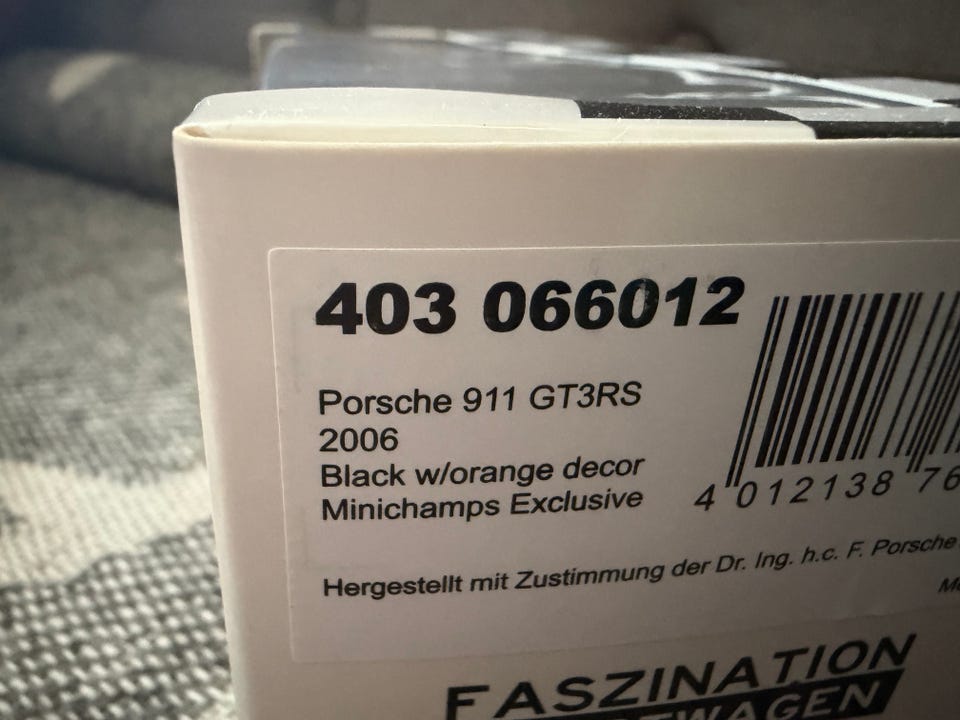 403 066012
Porsche 911 GT3RS
2006
Black w/orange decor
Minichamps Exclusive
4 012138 76
Hergestellt mit Zustimmung der Dr. Ing. h.c. F. Porsche
FASZINATION